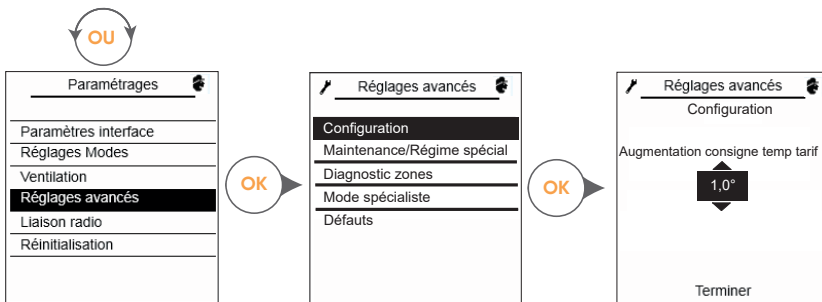 OU
Paramétrages
Paramètres interface
Réglages Modes
Ventilation
Réglages avancés
Liaison radio
Réinitialisation
OK
Réglages avancés
Configuration
Maintenance/Régime spécial
Diagnostic zones
Mode spécialiste
Défauts
OK
Réglages avancés
Configuration
Augmentation consigne temp tarif
1,0°
Terminer